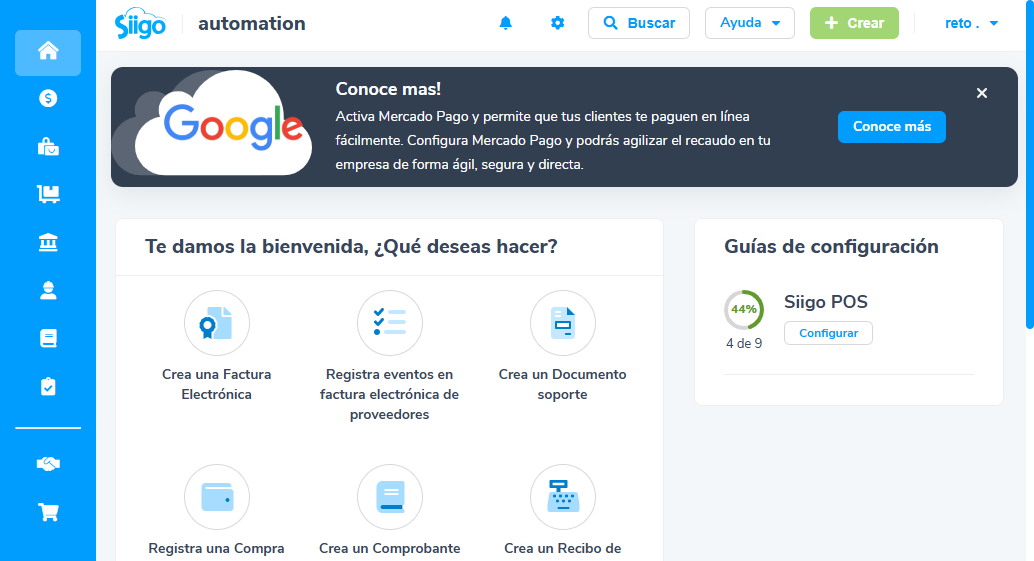 Siigo
automation
Buscar
Ayuda
Crear
reto .
Google
Conoce mas!
Activa Mercado Pago y permite que tus clientes te paguen en línea
fácilmente. Configura Mercado Pago y podrás agilizar el recaudo en tu
empresa de forma ágil, segura y directa.
Conoce más
Te damos la bienvenida, ¿Qué deseas hacer?
Crea una Factura
Electrónica
Registra eventos en
factura electrónica de
proveedores
Crea un Documento
soporte
Registra una Compra
Crea un Comprobante
Crea un Recibo de
Guías de configuración
44%
4 de 9
Siigo POS
Configurar